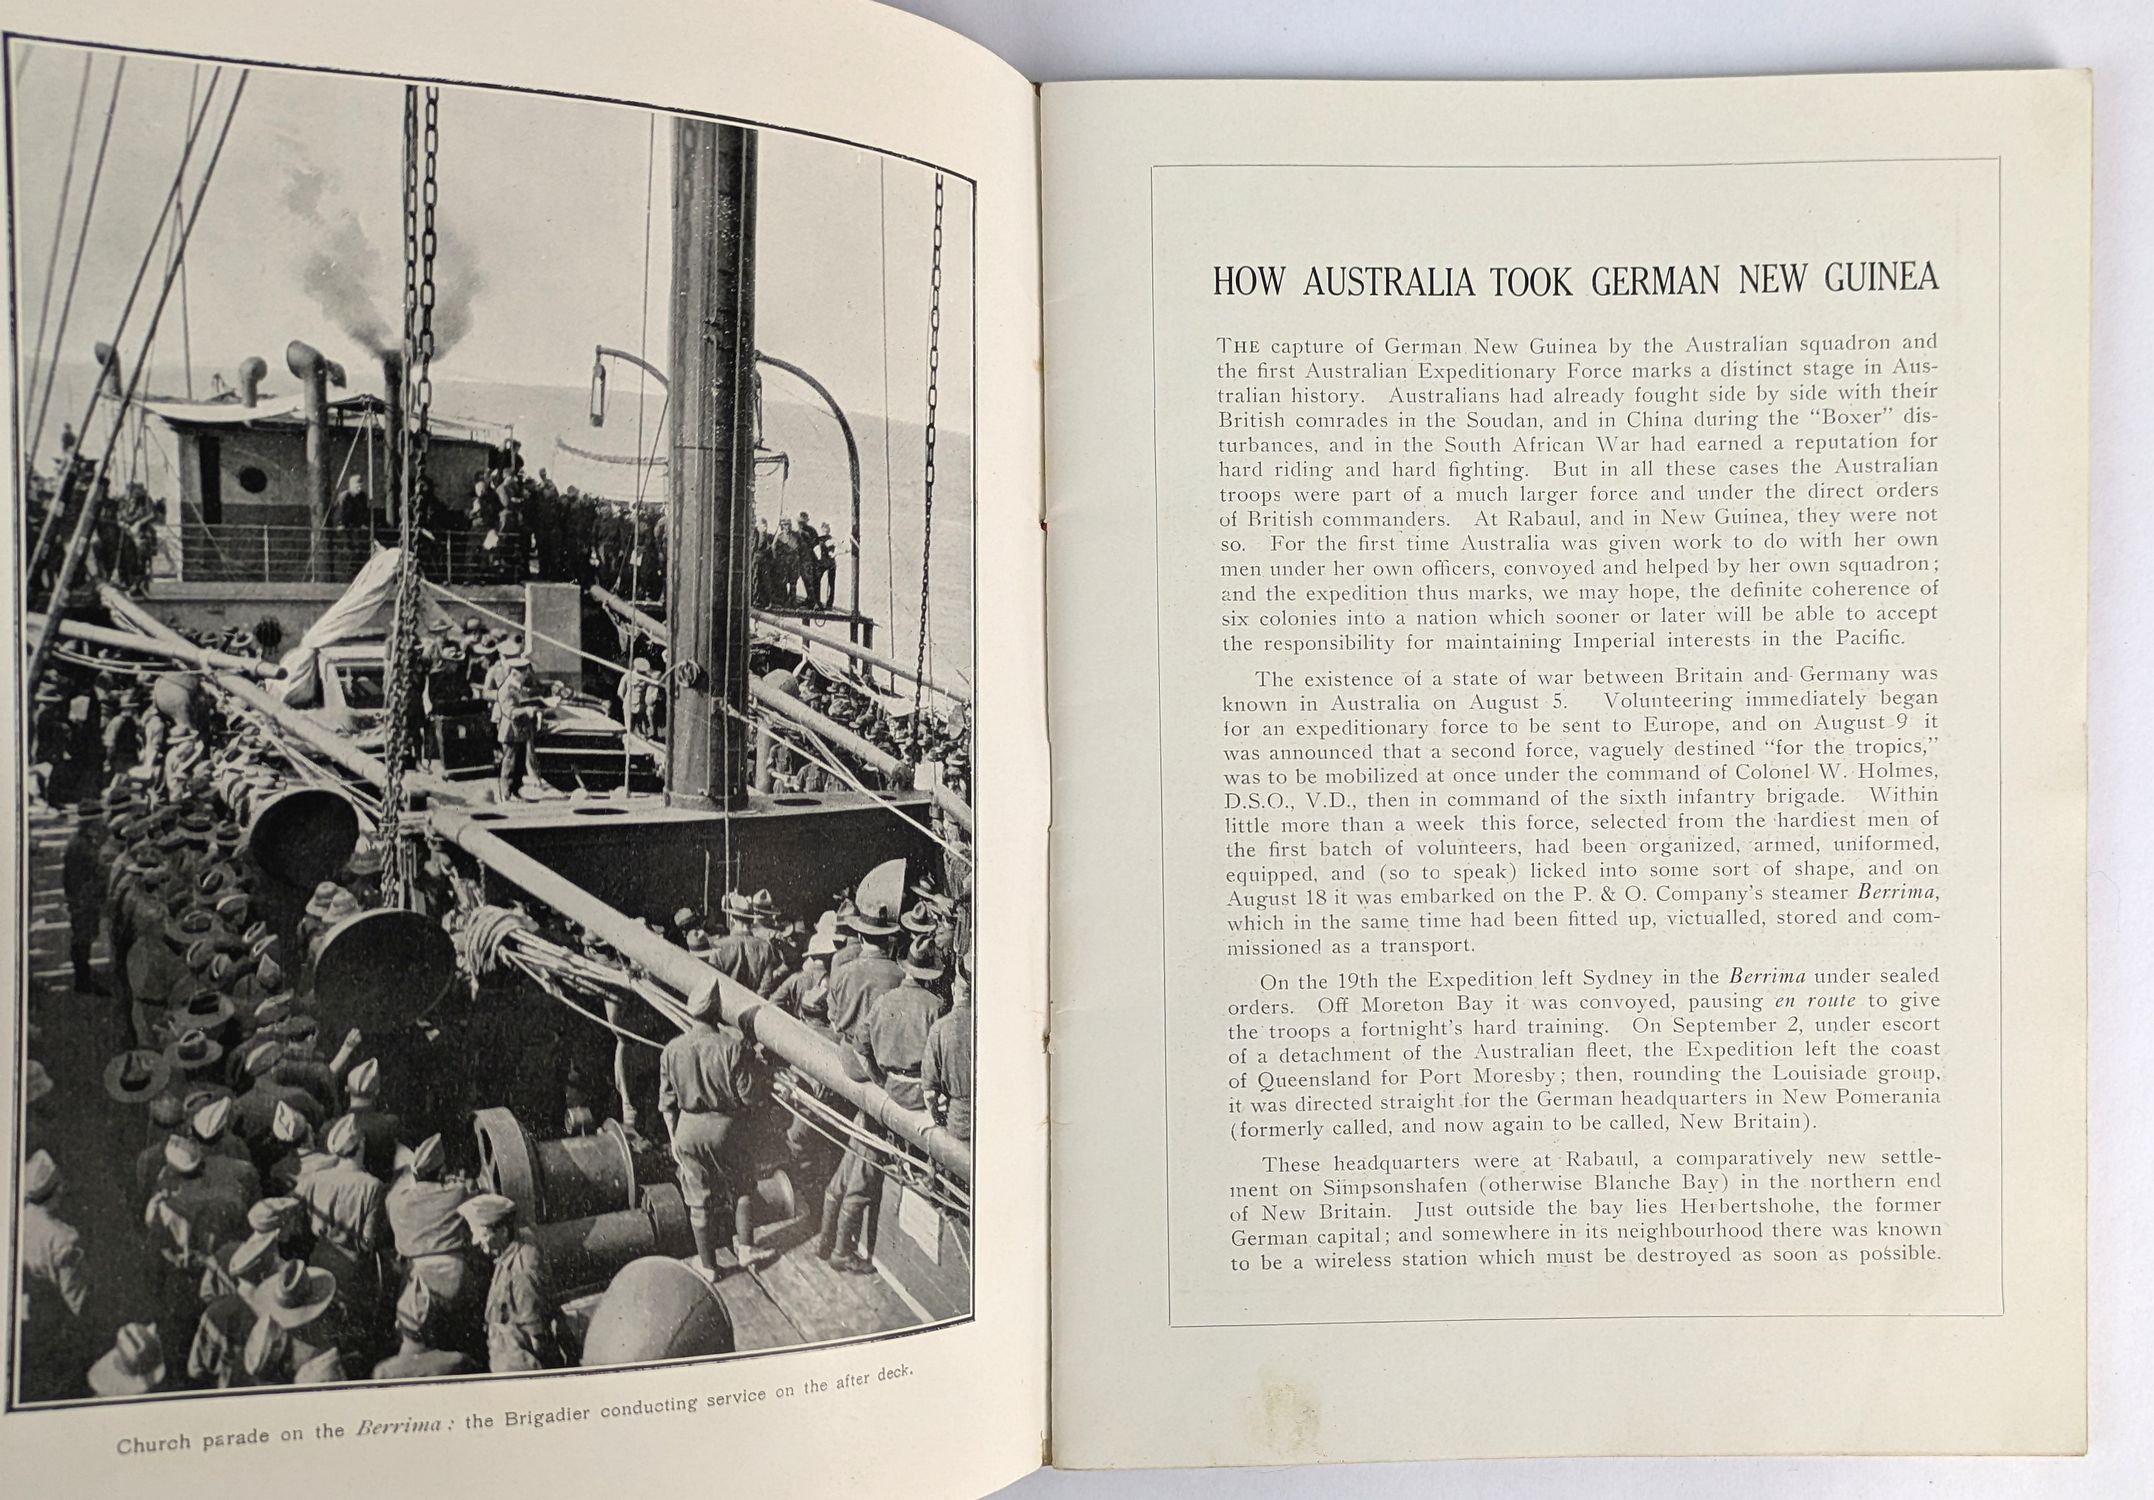 Church parade on the Berrima: the Brigadier conducting service on the after deck.
HOW AUSTRALIA TOOK GERMAN NEW GUINEA
THE capture of German New Guinea by the Australian squadron and
the first Australian Expeditionary Force marks a distinct stage in Aus-
tralian history. Australians had already fought side by side with their
British comrades in the Soudan, and in China during the "Boxer" dis-
turbances, and in the South African War had earned a reputation for
hard riding and hard fighting. But in all these cases the Australian
troops were part of a much larger force and under the direct orders
of British commanders. At Rabaul, and in New Guinea, they were not
so. For the first time Australia was given work to do with her own
men under her own officers, convoyed and helped by her own squadron;
and the expedition thus marks, we may hope, the definite coherence of
six colonies into a nation which sooner or later will be able to accept
the responsibility for maintaining Imperial interests in the Pacific.
The existence of a state of war between Britain and Germany was
known in Australia on August 5. Volunteering immediately began
for an expeditionary force to be sent to Europe, and on August 9 it
was announced that a second force, vaguely destined "for the tropics,"
was to be mobilized at once under the command of Colonel W. Holmes,
D.S.O., V.D., then in command of the sixth infantry brigade. Within
little more than a week this force, selected from the hardiest men of
the first batch of volunteers, had been organized, armed, uniformed,
equipped, and (so to speak) licked into some sort of shape, and on
August 18 it was embarked on the P. & O. Company's steamer Berrima,
which in the same time had been fitted up, victualled, stored and com-
missioned as a transport.
On the 19th the Expedition left Sydney in the Berrima under sealed
orders. Off Moreton Bay it was convoyed, pausing en route to give
the troops a fortnight's hard training. On September 2, under escort
of a detachment of the Australian fleet, the Expedition left the coast
of Queensland for Port Moresby; then, rounding the Louisiade group,
it was directed straight for the German headquarters in New Pomerania
(formerly called, and now again to be called, New Britain).
These headquarters were at Rabaul, a comparatively new settle-
ment on Simpsonshafen (otherwise Blanche Bay) in the northern end
of New Britain. Just outside the bay lies Herbertshohe, the former
German capital; and somewhere in its neighbourhood there was known
to be a wireless station which must be destroyed as soon as possible.